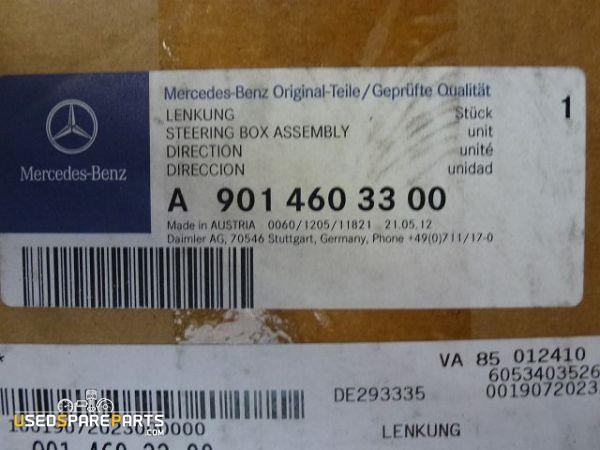 Mercedes-Benz
Mercedes-Benz Original-Teile/Geprüfte Qualität
LENKUNG Stück 1
STEERING BOX ASSEMBLY unit
DIRECTION unité
DIRECCION unidad
A 901 460 33 00
Made in AUSTRIA 0060/1205/11821 21.05.12
Daimler AG, 70546 Stuttgart, Germany, Phone +49(0)711/17-0
*
VA 85 012410
6053403526
DE293335 0019072023
LENKUNG
USEDSPAREPARTS
.COM